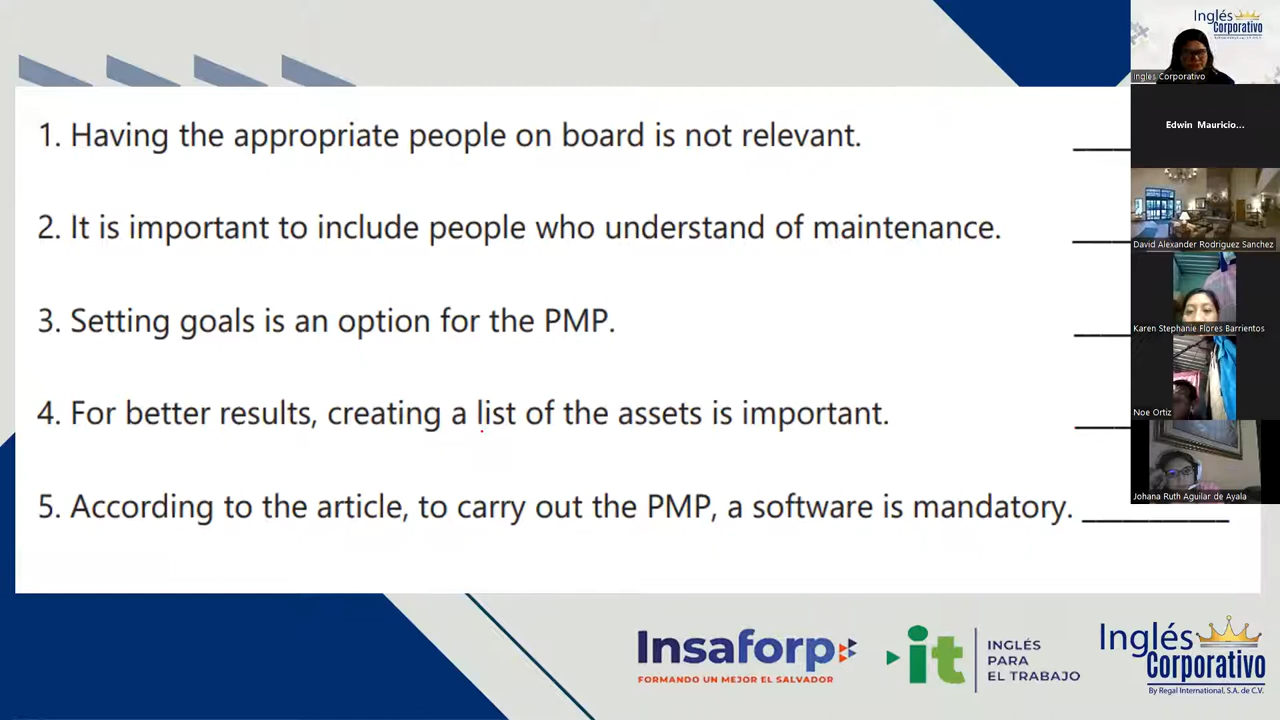 Inglés
Corporativo
Ingles Corporativo
Edwin Mauricio...
David Alexander Rodriguez Sanchez
Karen Stephanie Flores Barrientos
Noe Ortiz
Johana Ruth Aguilar de Ayala
1. Having the appropriate people on board is not relevant.
2. It is important to include people who understand of maintenance.
3. Setting goals is an option for the PMP.
4. For better results, creating a list of the assets is important.
5. According to the article, to carry out the PMP, a software is mandatory. __________
Insaforp
FORMANDO UN MEJOR EL SALVADOR
it
INGLÉS
PARA
EL TRABAJO
Inglés
Corporativo
By Regal International, S.A. de C.V.